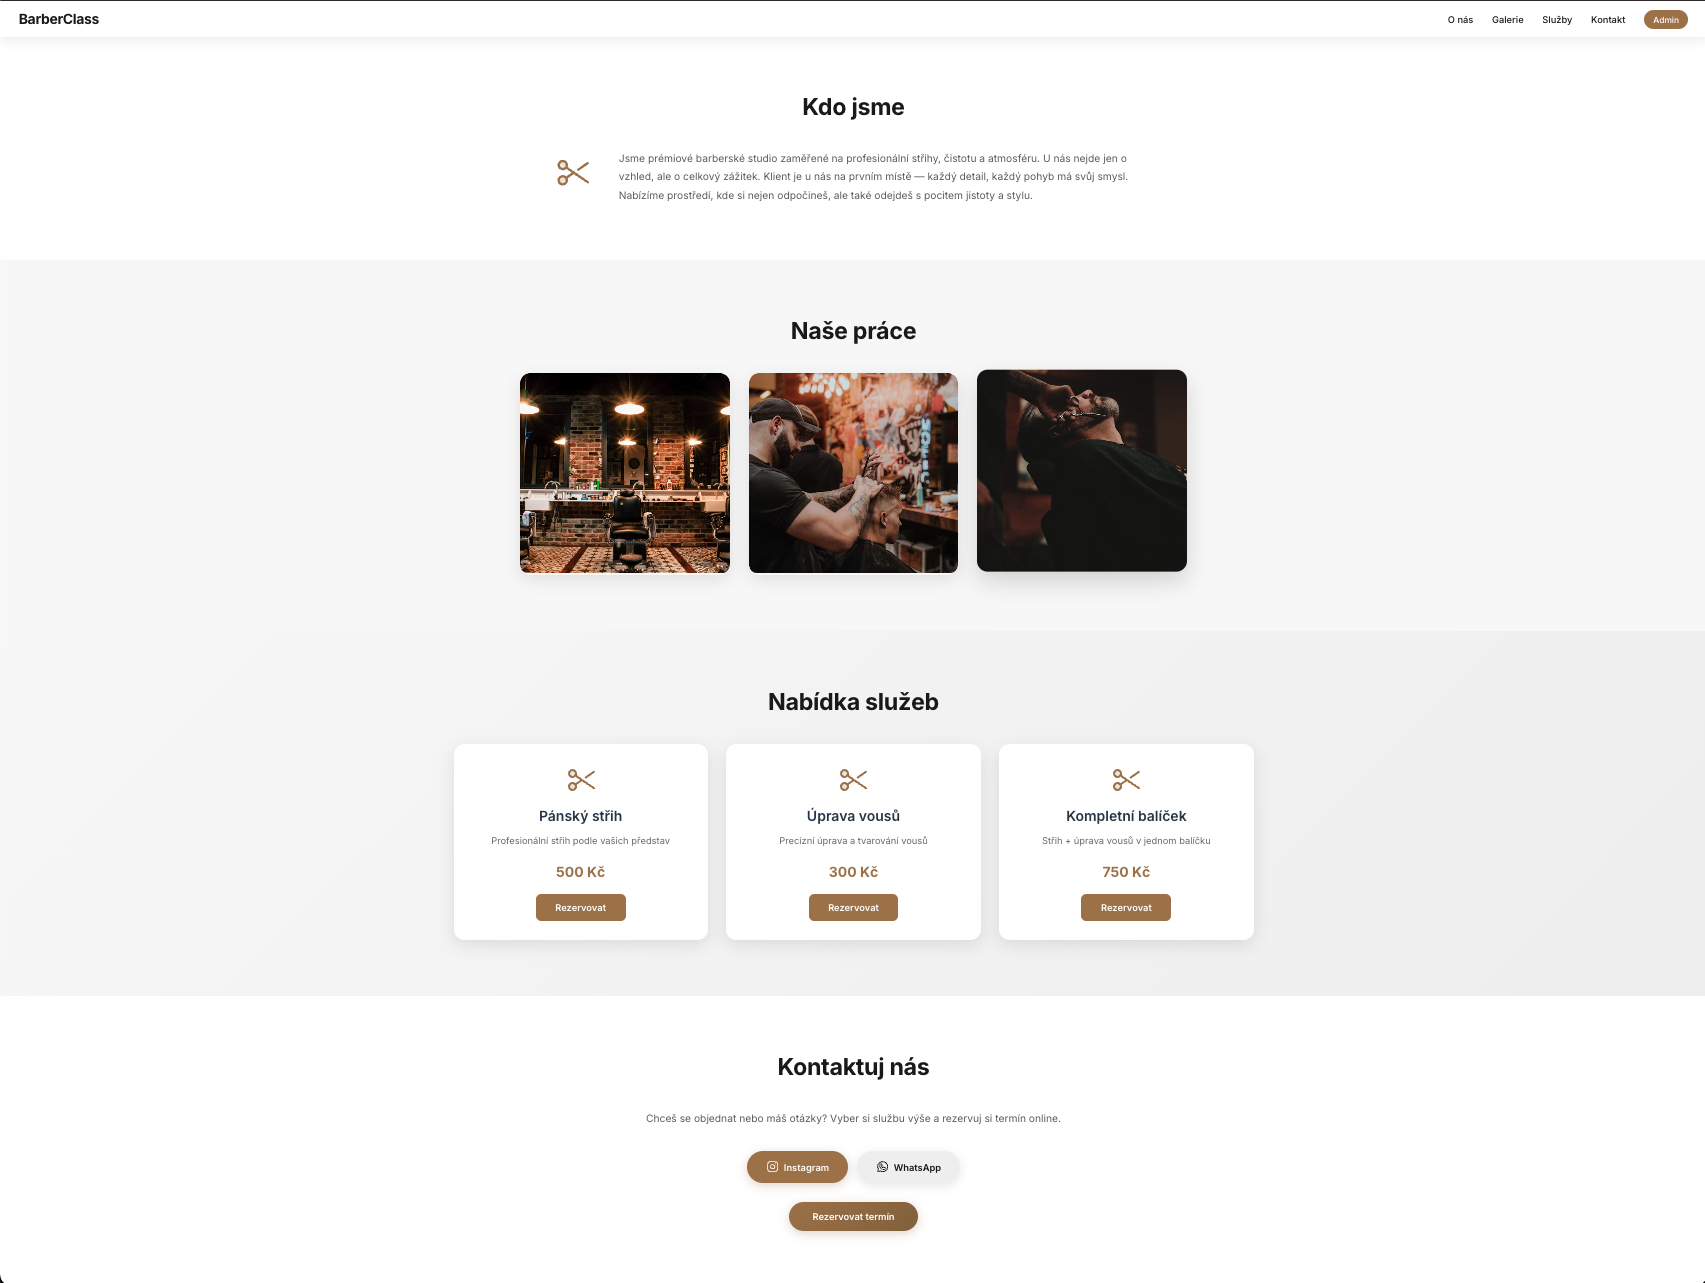 BarberClass
O nás
Galerie
Služby
Kontakt
Admin
Kdo jsme
Jsme prémiové barberské studio zaměřené na profesionální střihy, čistotu a atmosféru. U nás nejde jen o
vzhled, ale o celkový zážitek. Klient je u nás na prvním místě — každý detail, každý pohyb má svůj smysl.
Nabízíme prostředí, kde si nejen odpočineš, ale také odejdeš s pocitem jistoty a stylu.
Naše práce
Nabídka služeb
Pánský střih
Profesionální střih podle vašich představ
500 Kč
Rezervovat
Úprava vousů
Precizní úprava a tvarování vousů
300 Kč
Rezervovat
Kompletní balíček
Střih + úprava vousů v jednom balíčku
750 Kč
Rezervovat
Kontaktuj nás
Chceš se objednat nebo máš otázky? Vyber si službu výše a rezervuj si termín online.
Instagram
WhatsApp
Rezervovat termín